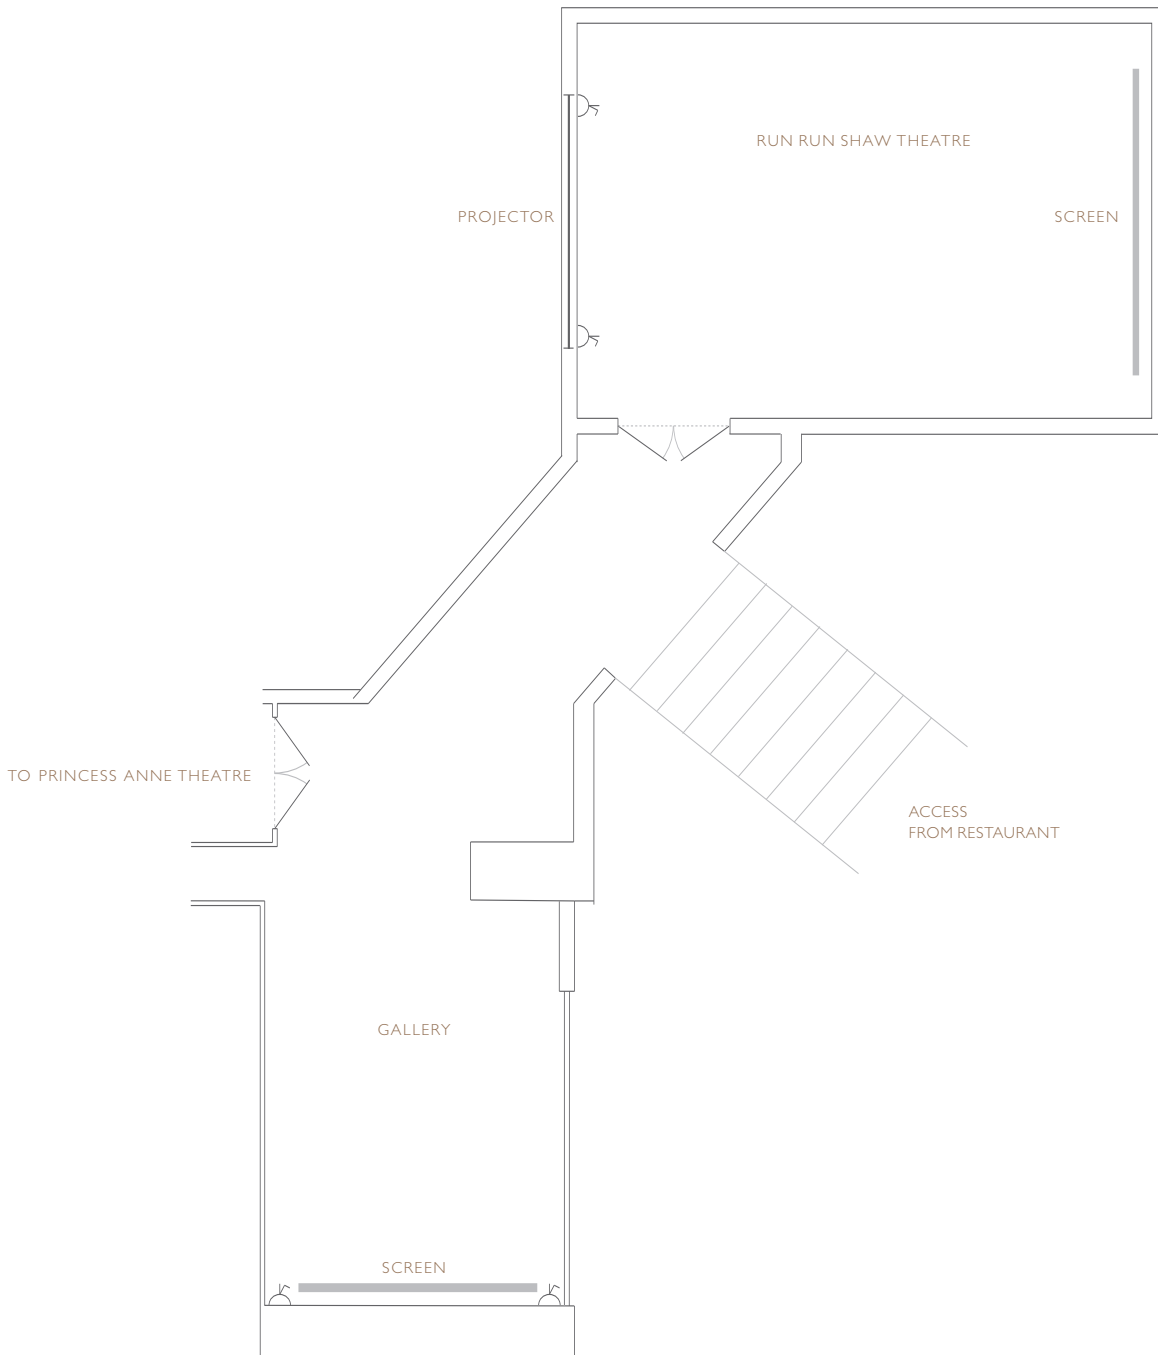 RUN RUN SHAW THEATRE
PROJECTOR
SCREEN
TO PRINCESS ANNE THEATRE
ACCESS
FROM RESTAURANT
GALLERY
SCREEN